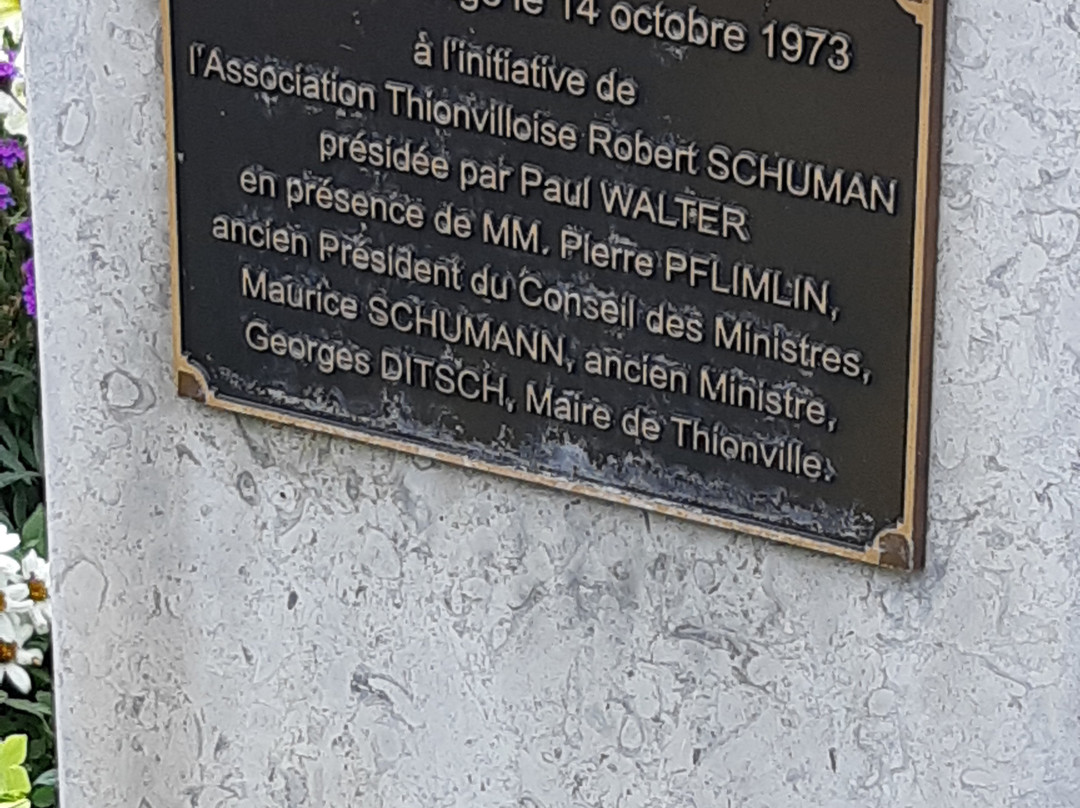 le 14 octobre 1973
à l'initiative de
l'Association Thionvilloise Robert SCHUMAN
présidée par Paul WALTER
en présence de MM. Pierre PFLIMLIN,
ancien Président du Conseil des Ministres,
Maurice SCHUMANN, ancien Ministre,
Georges DITSCH, Maire de Thionville.